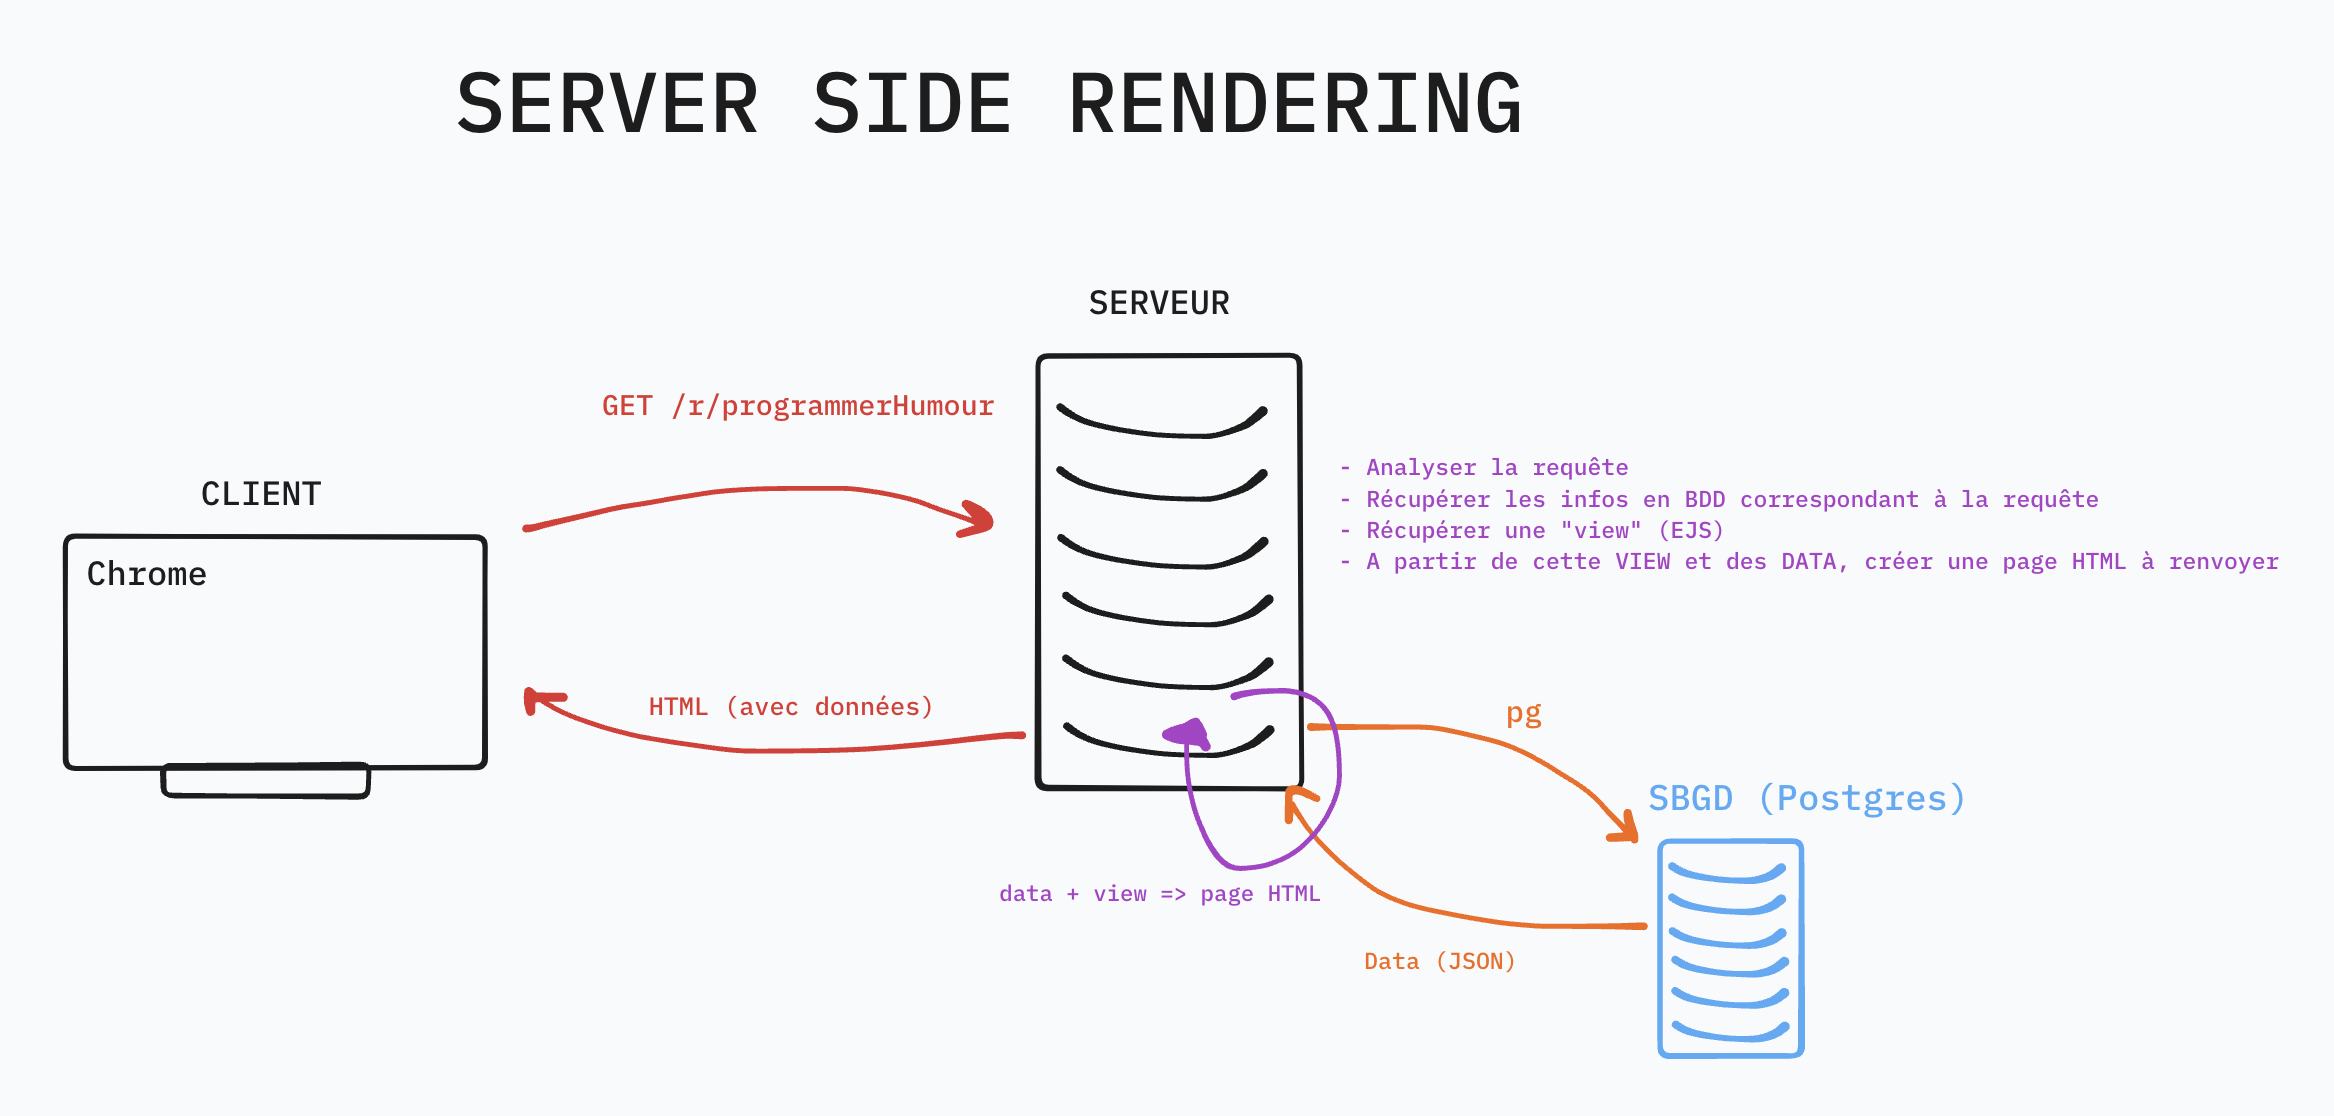 SERVER SIDE RENDERING
SERVEUR
GET /r/programmerHumour
CLIENT
Chrome
- Analyser la requête
- Récupérer les infos en BDD correspondant à la requête
- Récupérer une "view" (EJS)
- A partir de cette VIEW et des DATA, créer une page HTML à renvoyer
HTML (avec données)
pg
SBGD (Postgres)
data + view => page HTML
Data (JSON)